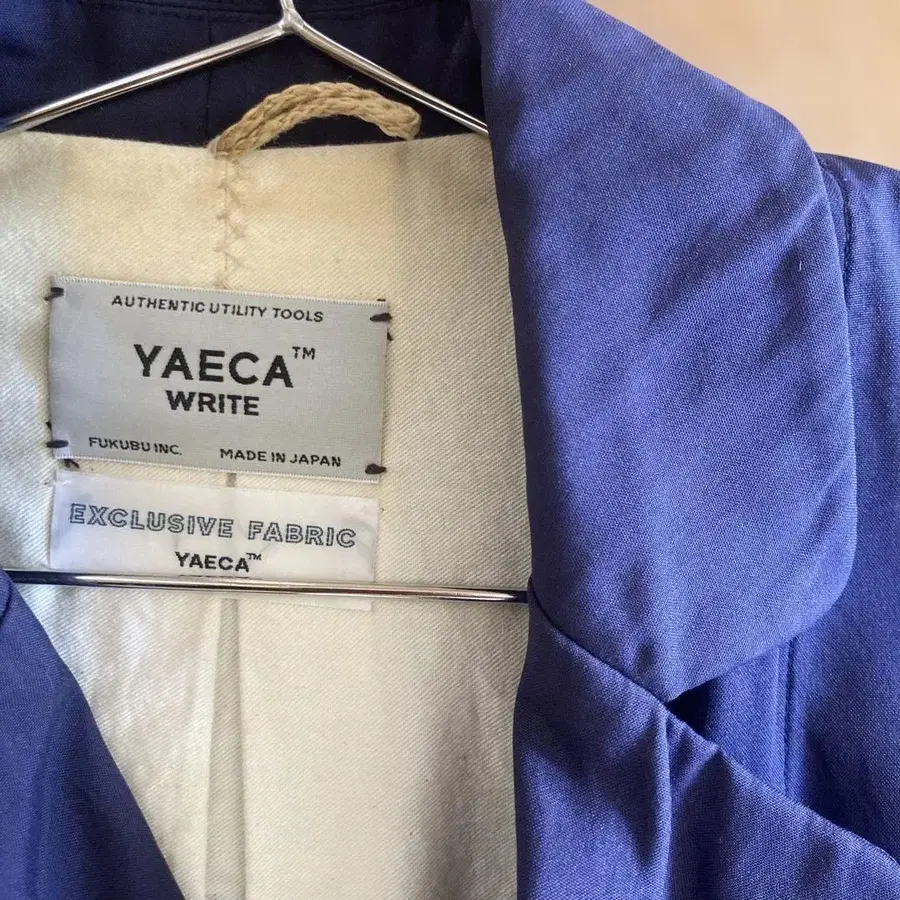 AUTHENTIC UTILITY TOOLS
YAECA™
WRITE
FUKUBU INC. MADE IN JAPAN
EXCLUSIVE FABRIC
YAECA™